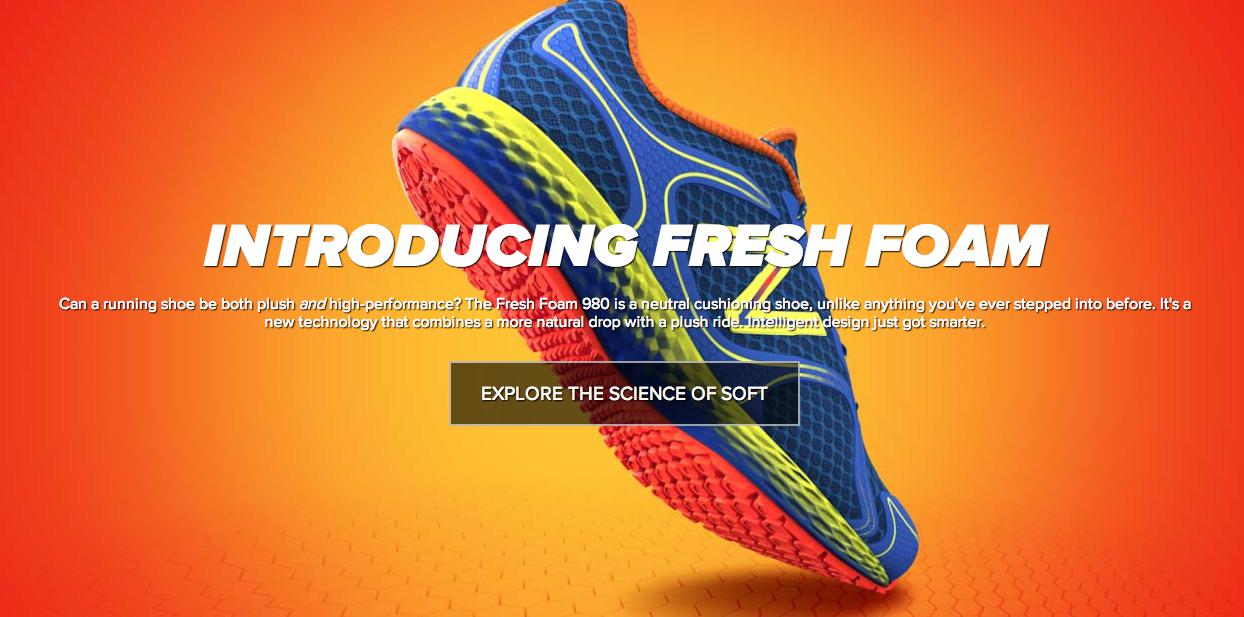 INTRODUCING FRESH FOAM
Can a running shoe be both plush and high-performance? The Fresh Foam 980 is a neutral cushioning shoe, unlike anything you've ever stepped into before. It's a
new technology that combines a more natural drop with a plush ride. Intelligent design just got smarter.
EXPLORE THE SCIENCE OF SOFT